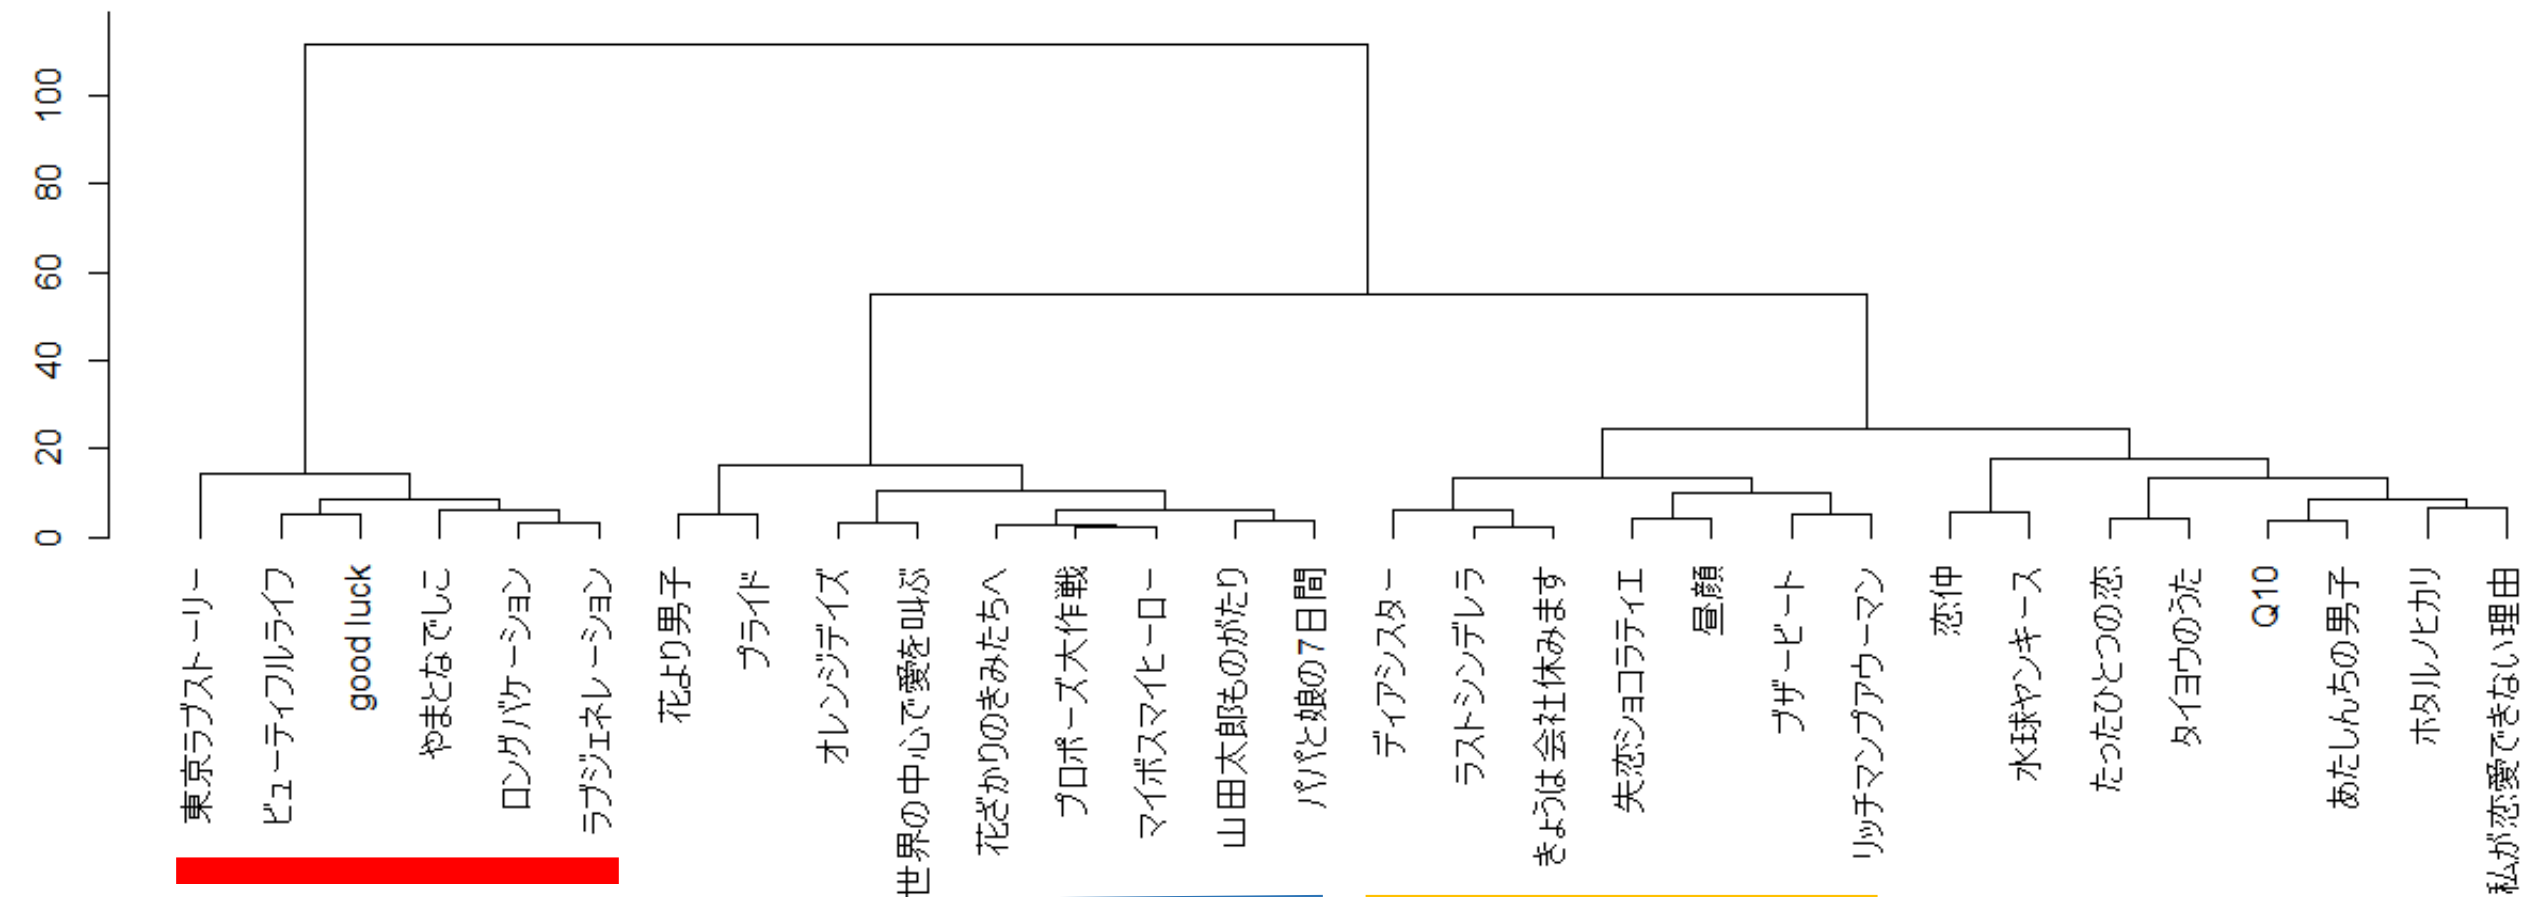 100
80
60
40
20
0
東京ラブストーリー
ビューティフルライフ
good luck
やまとなでしこ
ロングバケーション
ラブジェネレーション
花より男子
プライド
オレンジデイズ
世界の中心で愛を叫ぶ
花ざかりのきみたちへ
プロポーズ大作戦
マイボスマイヒーロー
山田太郎ものがたり
パパと娘の7日間
ディアシスター
ラストシンデレラ
きょうは会社休みます
失恋ショコラティエ
昼顔
ブザービート
リッチマンプアウーマン
恋仲
水球ヤンキース
たったひとつの恋
タイヨウのうた
Q10
あたしんちの男子
ホタルノヒカリ
私が恋愛できない理由